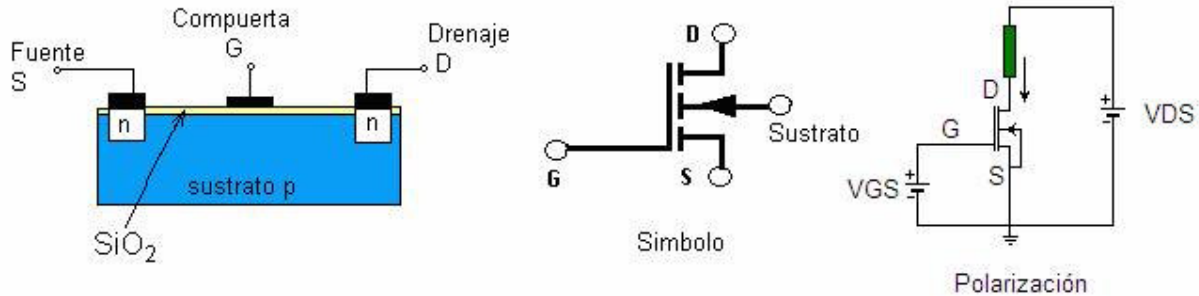 Fuente
S
Compuerta
G
Drenaje
D
n
n
sustrato p
SiO₂
D
Sustrato
G
S
Simbolo
D
G
S
+
-
VGS
+
-
VDS
Polarización